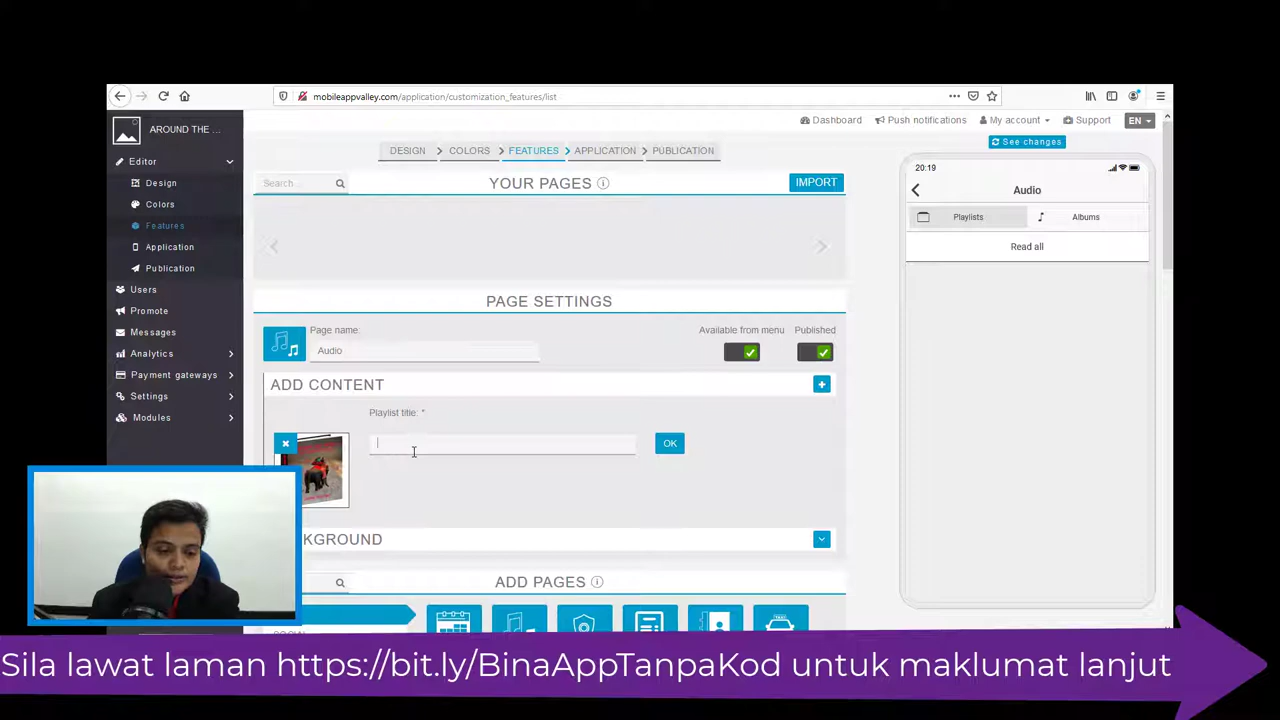 mobileappvalley.com/application/customization_features/list
AROUND THE ...
Dashboard
Push notifications
My account
Support
EN
See changes
Editor
Design
Colors
Features
Application
Publication
Users
Promote
Messages
Analytics
Payment gateways
Settings
Modules
DESIGN
COLORS
FEATURES
APPLICATION
PUBLICATION
Search...
YOUR PAGES
IMPORT
PAGE SETTINGS
Page name:
Audio
Available from menu
Published
ADD CONTENT
Playlist title: *
OK
KGROUND
ADD PAGES
20:19
Audio
Playlists
Albums
Read all
Sila lawat laman https://bit.ly/BinaAppTanpaKod untuk maklumat lanjut